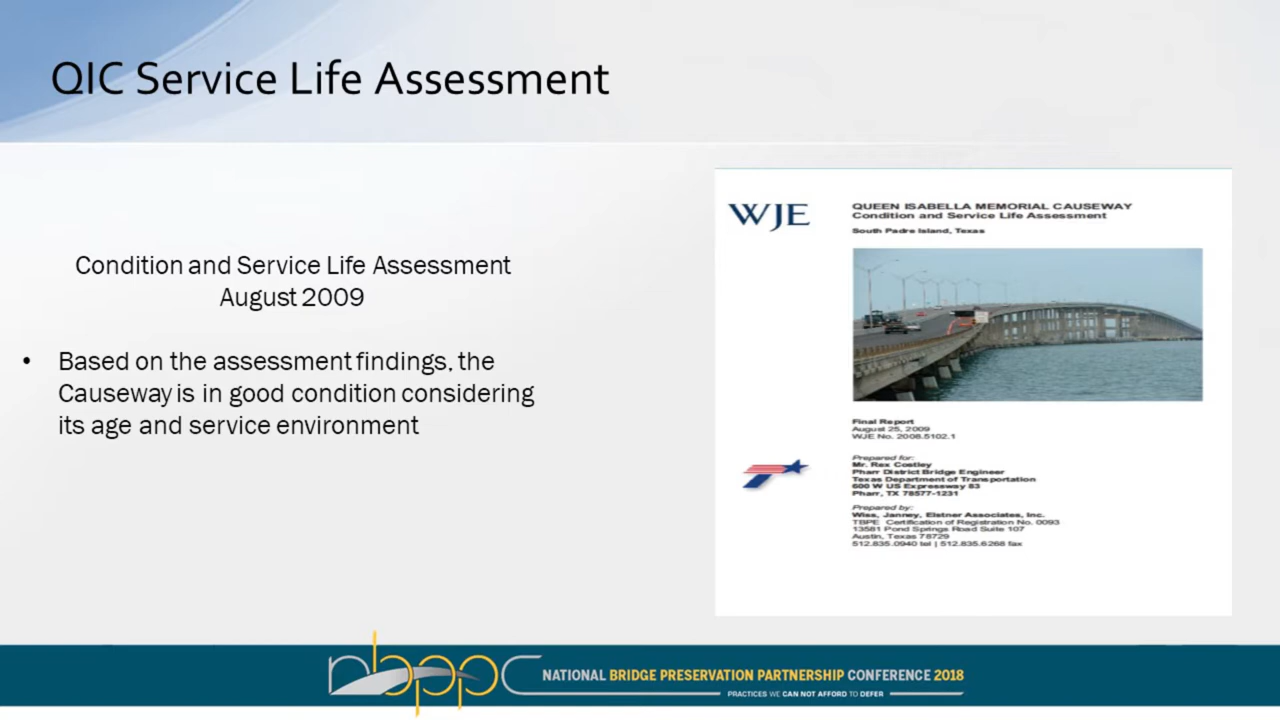 QIC Service Life Assessment
Condition and Service Life Assessment
August 2009
• Based on the assessment findings, the
Causeway is in good condition considering
its age and service environment
WJE
QUEEN ISABELLA MEMORIAL CAUSEWAY
Condition and Service Life Assessment
South Padre Island, Texas
Final Report
August 25, 2009
WJE No. 2008.5102.1
Prepared for:
Mr. Rex Costley
Pharr District Bridge Engineer
Texas Department of Transportation
600 W US Expressway 83
Pharr, TX 78577-1231
Prepared by:
Wiss, Janney, Elstner Associates, Inc.
TBPE Certification of Registration No. 0093
13581 Pond Springs Road Suite 107
Austin, Texas 78729
512.835.0940 tel | 512.835.6268 fax
nbppc
NATIONAL BRIDGE PRESERVATION PARTNERSHIP CONFERENCE 2018
PRACTICES WE CAN NOT AFFORD TO DEFER